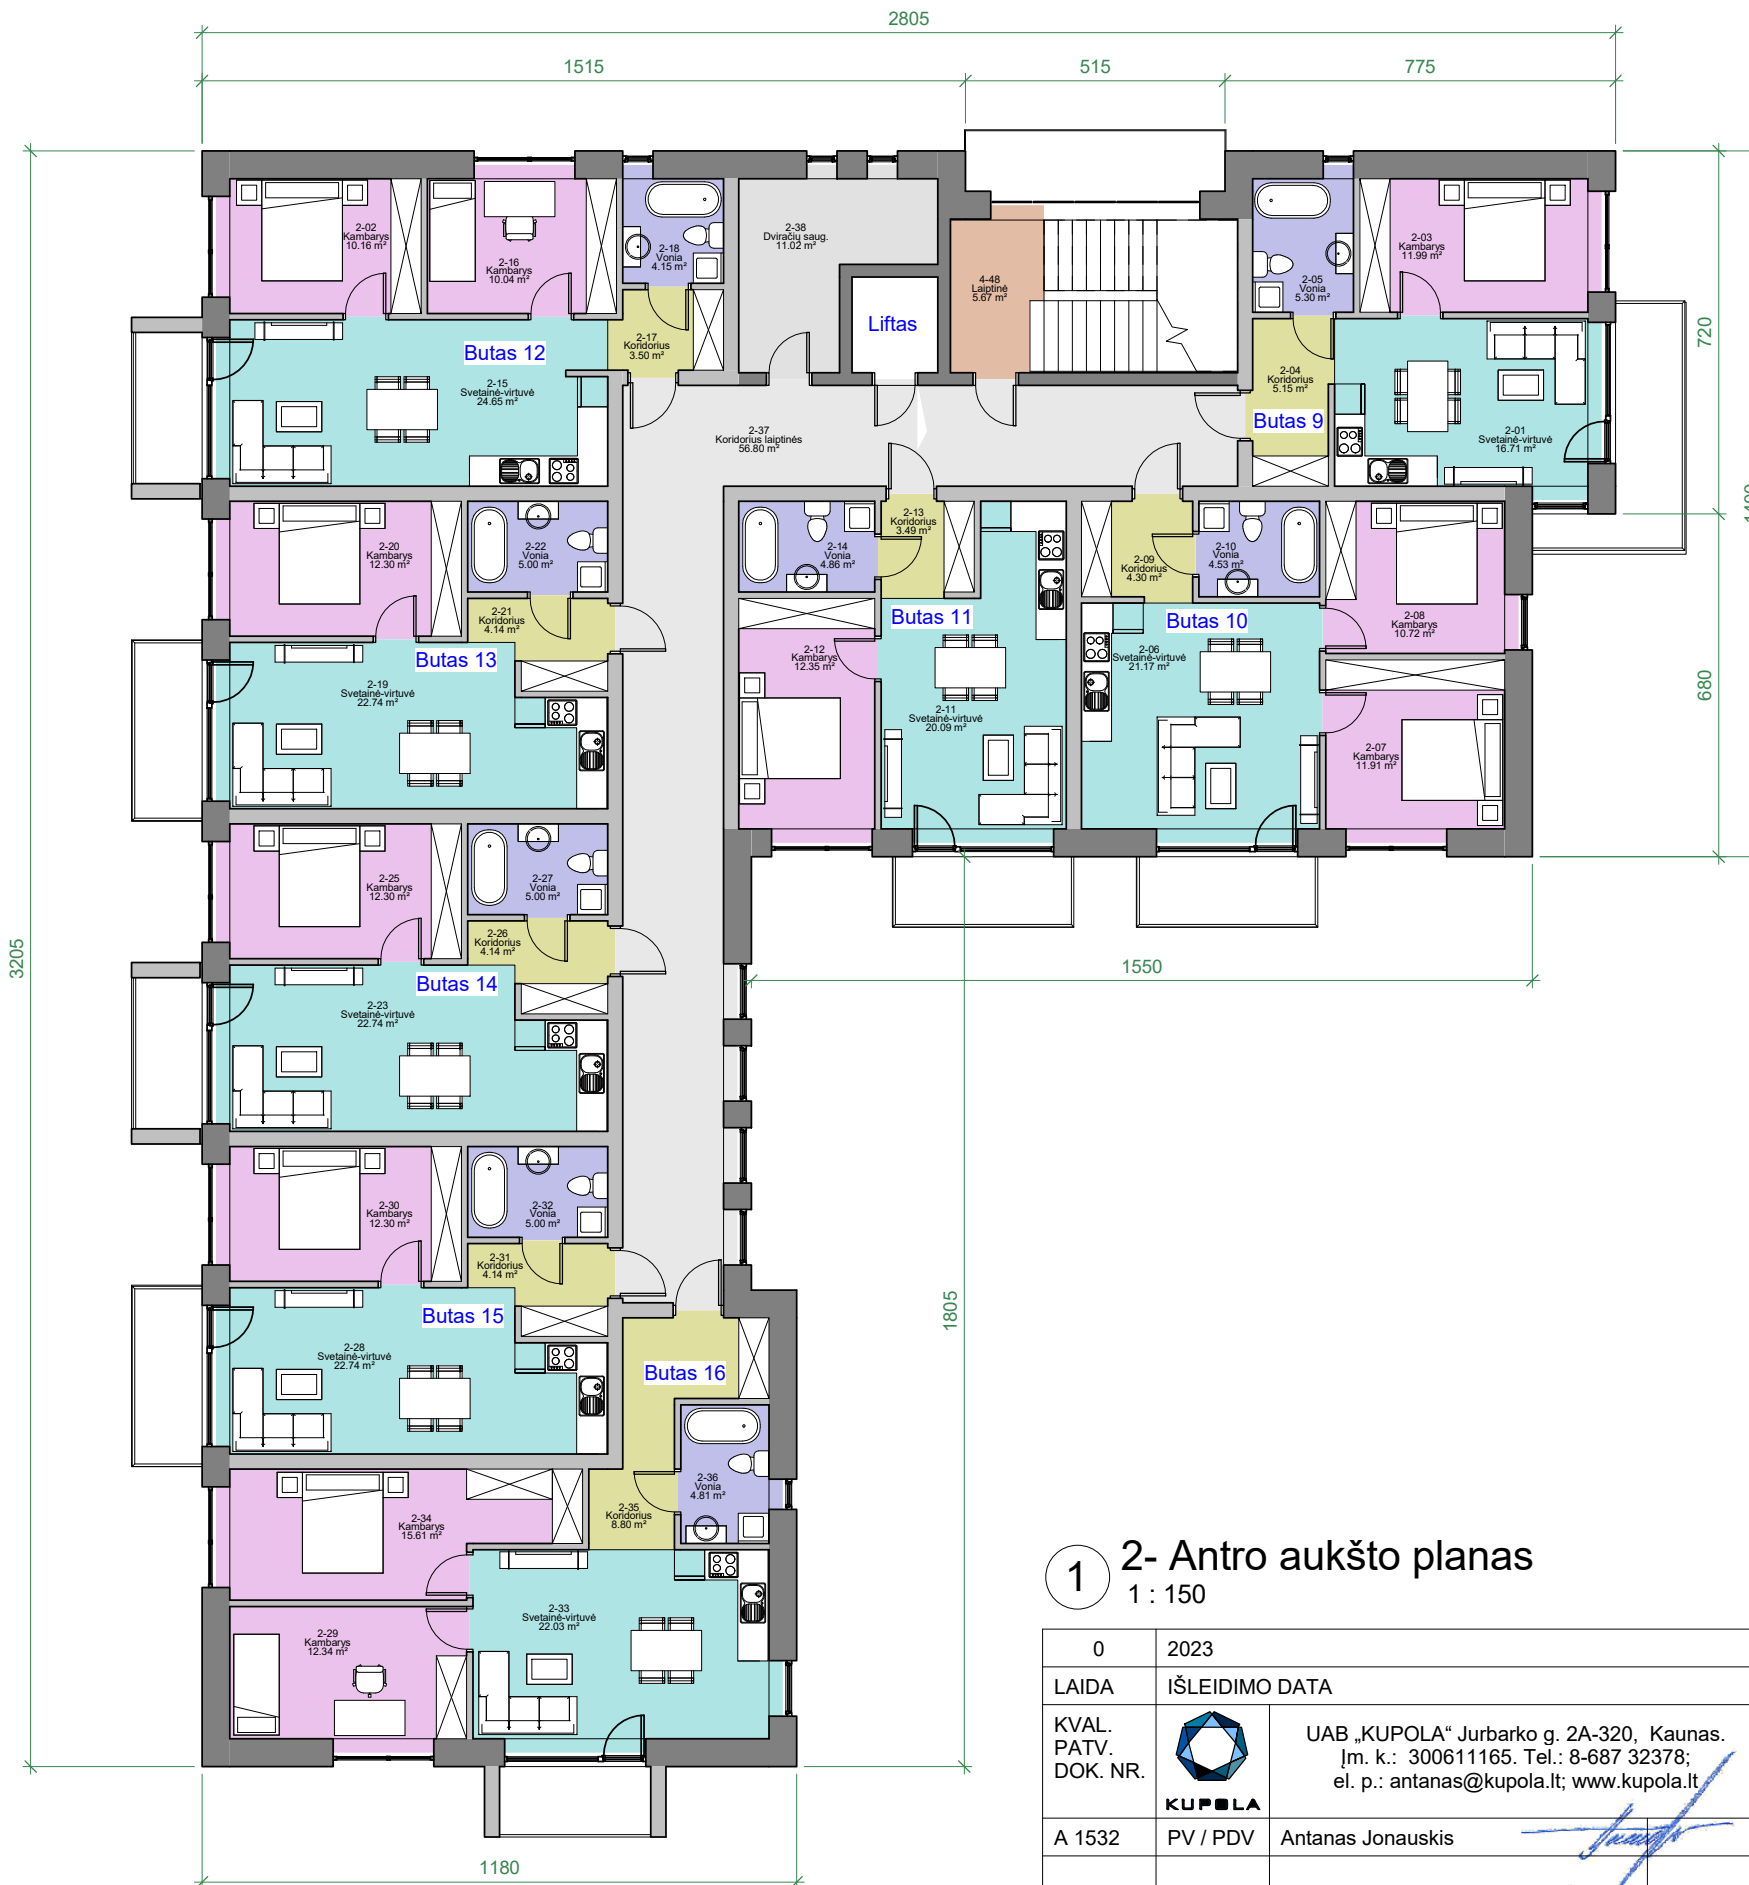 2805
1515
515
775
2-02
Kambarys
10.16 m²
2-16
Kambarys
10.04 m²
2-18
Vonia
4.15 m²
2-38
Dviračių saug.
11.02 m²
4-48
Laiptinė
5.67 m²
2-05
Vonia
5.30 m²
2-03
Kambarys
11.99 m²
Liftas
2-17
Koridorius
3.50 m²
Butas 12
2-15
Svetainė-virtuvė
24.65 m²
2-04
Koridorius
5.15 m²
Butas 9
2-01
Svetainė-virtuvė
16.71 m²
720
2-37
Koridorius laiptinės
56.80 m²
2-20
Kambarys
12.30 m²
2-22
Vonia
5.00 m²
2-14
Vonia
4.86 m²
2-13
Koridorius
3.49 m²
2-09
Koridorius
4.30 m²
2-10
Vonia
4.53 m²
2-21
Koridorius
4.14 m²
Butas 11
Butas 10
2-08
Kambarys
10.72 m²
Butas 13
2-12
Kambarys
12.35 m²
2-06
Svetainė-virtuvė
21.17 m²
680
2-19
Svetainė-virtuvė
22.74 m²
2-11
Svetainė-virtuvė
20.09 m²
2-07
Kambarys
11.91 m²
2-25
Kambarys
12.30 m²
2-27
Vonia
5.00 m²
2-26
Koridorius
4.14 m²
3205
1550
Butas 14
2-23
Svetainė-virtuvė
22.74 m²
2-30
Kambarys
12.30 m²
2-32
Vonia
5.00 m²
2-31
Koridorius
4.14 m²
1805
Butas 15
2-28
Svetainė-virtuvė
22.74 m²
Butas 16
2-36
Vonia
4.81 m²
2-34
Kambarys
15.61 m²
2-35
Koridorius
8.80 m²
2-33
Svetainė-virtuvė
22.03 m²
2-29
Kambarys
12.34 m²
1180
1
2- Antro aukšto planas
1 : 150
0 2023
LAIDA IŠLEIDIMO DATA
KVAL.
PATV.
DOK. NR.
KUPOLA
UAB „KUPOLA“ Jurbarko g. 2A-320, Kaunas.
Įm. k.: 300611165. Tel.: 8-687 32378;
el. p.: antanas@kupola.lt; www.kupola.lt
A 1532 PV / PDV Antanas Jonauskis